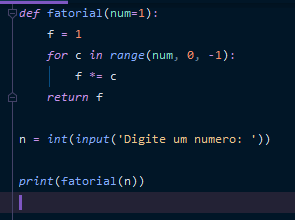 def fatorial(num=1):
    f = 1
    for c in range(num, 0, -1):
        f *= c
    return f
n = int(input('Digite um numero: '))
print(fatorial(n))